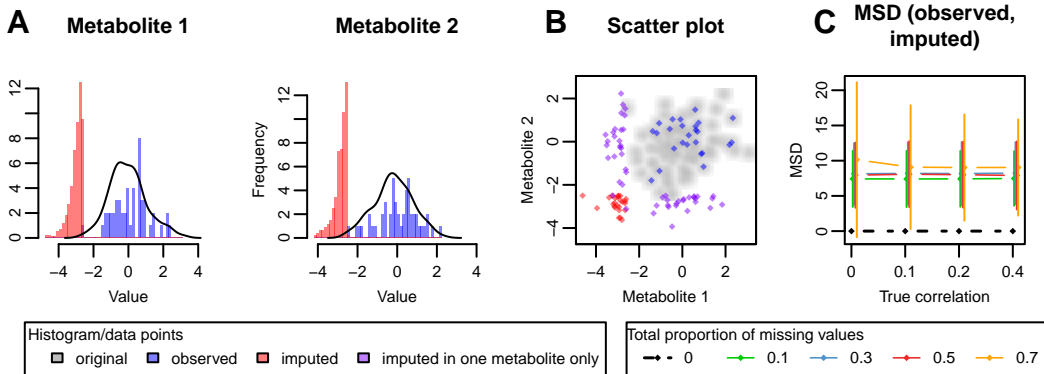 A
Metabolite 1
Metabolite 2
B
Scatter plot
C
MSD (observed,
imputed)
0 2 4 6 8 12
−4 −2 0 2 4
Value
Frequency
0 2 4 6 8 10 12
−4 −2 0 2 4
Value
Metabolite 2
−4 −2 0 2
−4 −2 0 2
Metabolite 1
MSD
0 5 10 15 20
0 0.1 0.2 0.4
True correlation
Histogram/data points
original observed imputed imputed in one metabolite only
Total proportion of missing values
0 0.1 0.3 0.5 0.7